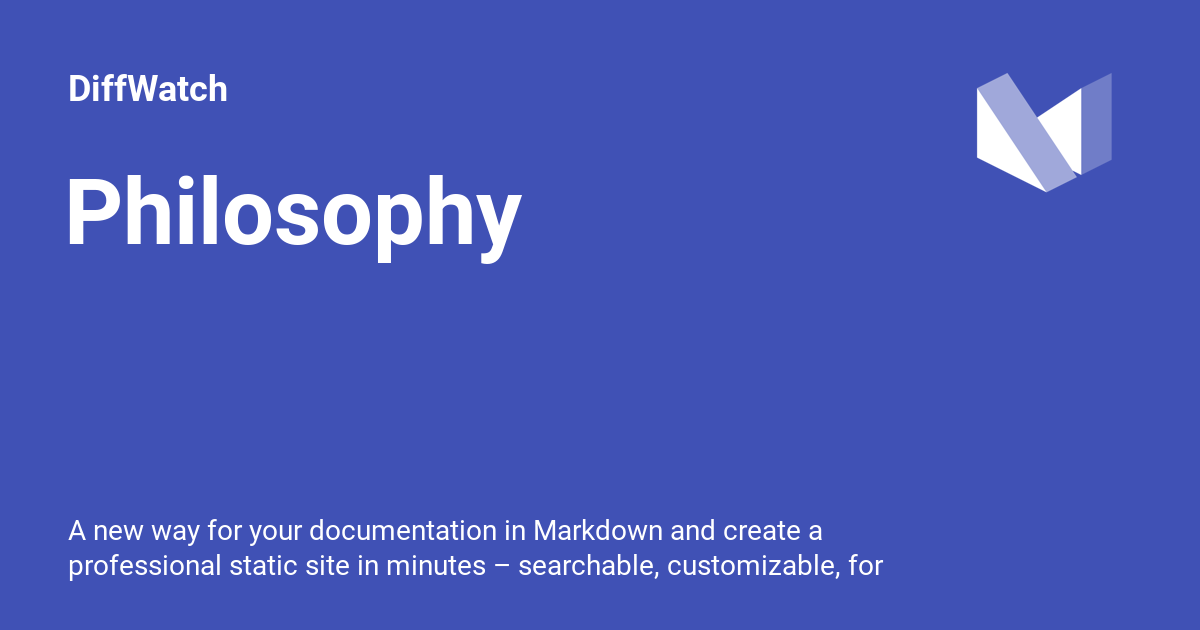 DiffWatch
Philosophy
A new way for your documentation in Markdown and create a
professional static site in minutes – searchable, customizable, for